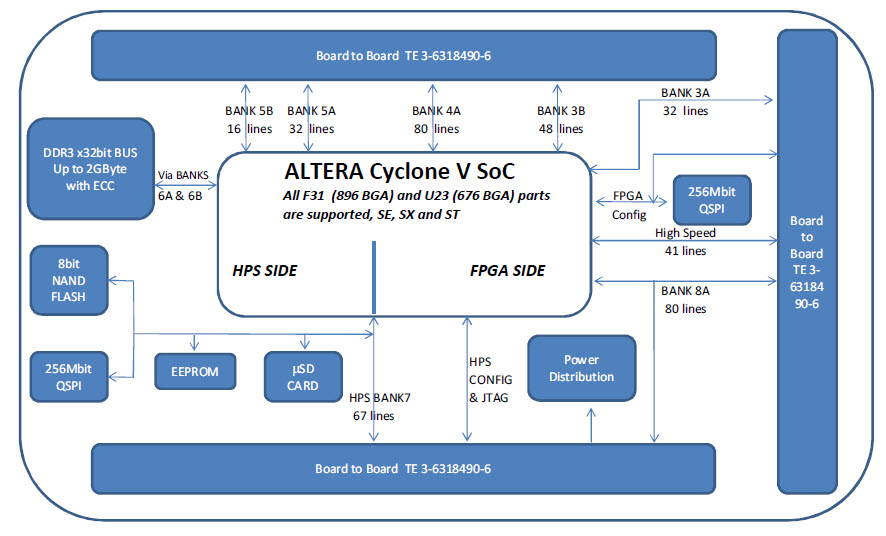 Board to Board TE 3-6318490-6
BANK 5B
16 lines
BANK 5A
32 lines
BANK 4A
80 lines
BANK 3B
48 lines
BANK 3A
32 lines
DDR3 x32bit BUS
Up to 2GByte
with ECC
Via BANKS
6A & 6B
ALTERA Cyclone V SoC
All F31 (896 BGA) and U23 (676 BGA) parts
are supported, SE, SX and ST
HPS SIDE
FPGA SIDE
FPGA
Config
256Mbit
QSPI
High Speed
41 lines
BANK 8A
80 lines
Board
to
Board
TE 3-
63184
90-6
8bit
NAND
FLASH
256Mbit
QSPI
EEPROM
µSD
CARD
HPS BANK7
67 lines
HPS
CONFIG
& JTAG
Power
Distribution
Board to Board TE 3-6318490-6